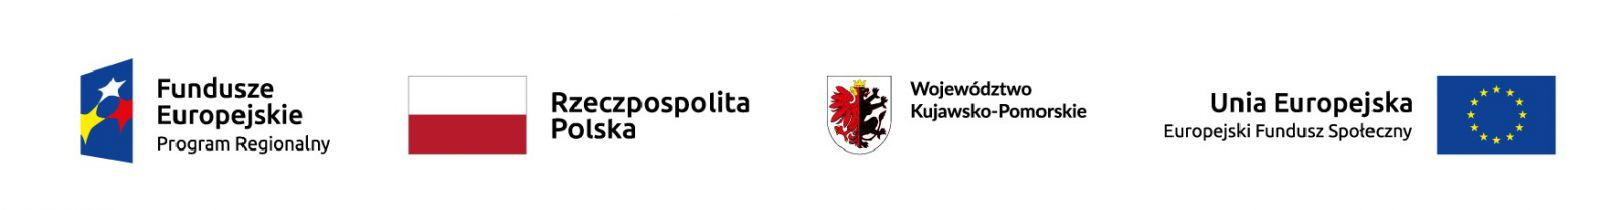 Fundusze
Europejskie
Program Regionalny
Rzeczpospolita
Polska
Województwo
Kujawsko-Pomorskie
Unia Europejska
Europejski Fundusz Społeczny